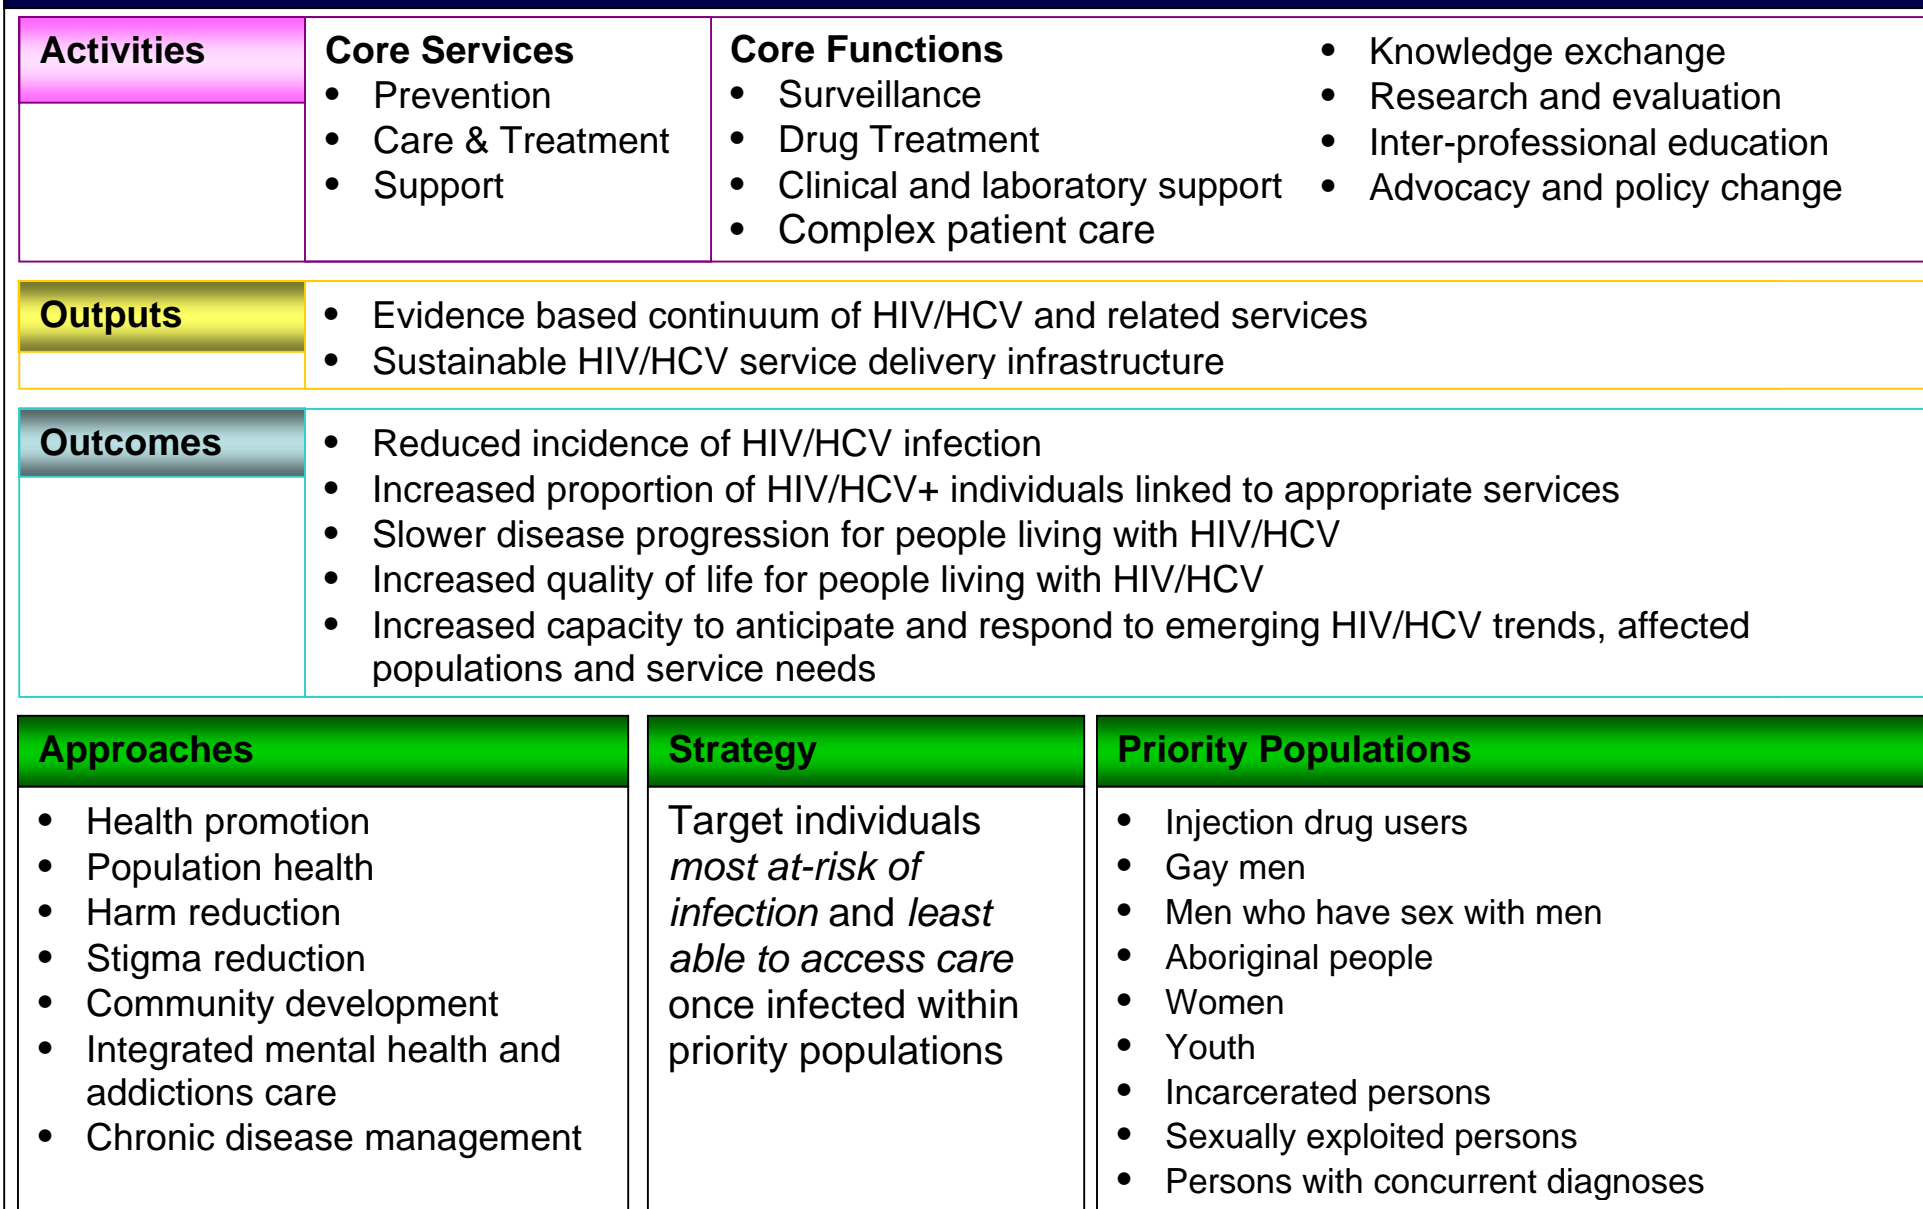 Activities
Core Services
• Prevention
• Care & Treatment
• Support
Core Functions
• Surveillance
• Drug Treatment
• Clinical and laboratory support
• Complex patient care
• Knowledge exchange
• Research and evaluation
• Inter-professional education
• Advocacy and policy change
Outputs
• Evidence based continuum of HIV/HCV and related services
• Sustainable HIV/HCV service delivery infrastructure
Outcomes
• Reduced incidence of HIV/HCV infection
• Increased proportion of HIV/HCV+ individuals linked to appropriate services
• Slower disease progression for people living with HIV/HCV
• Increased quality of life for people living with HIV/HCV
• Increased capacity to anticipate and respond to emerging HIV/HCV trends, affected
populations and service needs
Approaches
• Health promotion
• Population health
• Harm reduction
• Stigma reduction
• Community development
• Integrated mental health and
addictions care
• Chronic disease management
Strategy
Target individuals
most at-risk of
infection and least
able to access care
once infected within
priority populations
Priority Populations
• Injection drug users
• Gay men
• Men who have sex with men
• Aboriginal people
• Women
• Youth
• Incarcerated persons
• Sexually exploited persons
• Persons with concurrent diagnoses